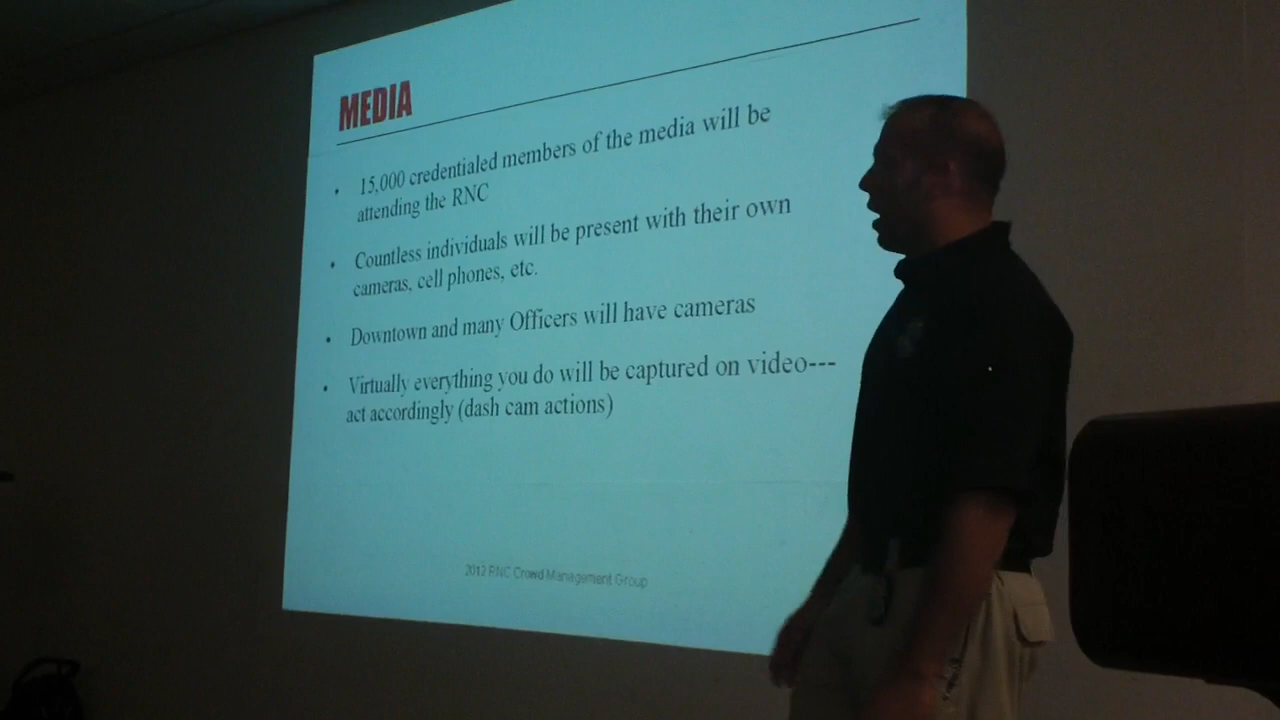 MEDIA
• 15,000 credentialed members of the media will be
attending the RNC
• Countless individuals will be present with their own
cameras, cell phones, etc.
• Downtown and many Officers will have cameras
• Virtually everything you do will be captured on video---
act accordingly (dash cam actions)
2012 RNC Crowd Management Group